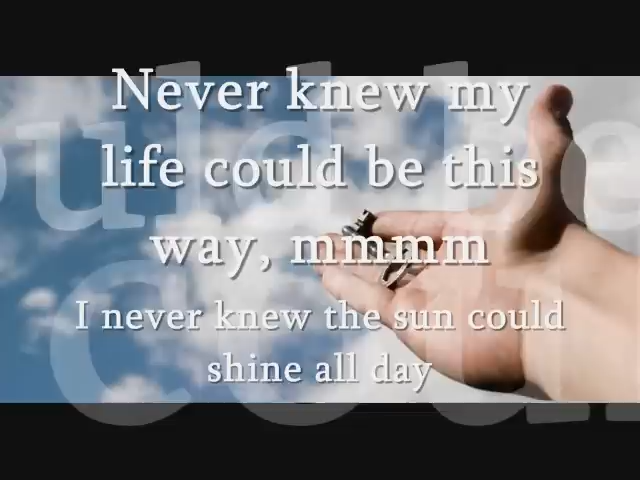 Never knew my
life could be this
way, mmmm
I never knew the sun could
shine all day